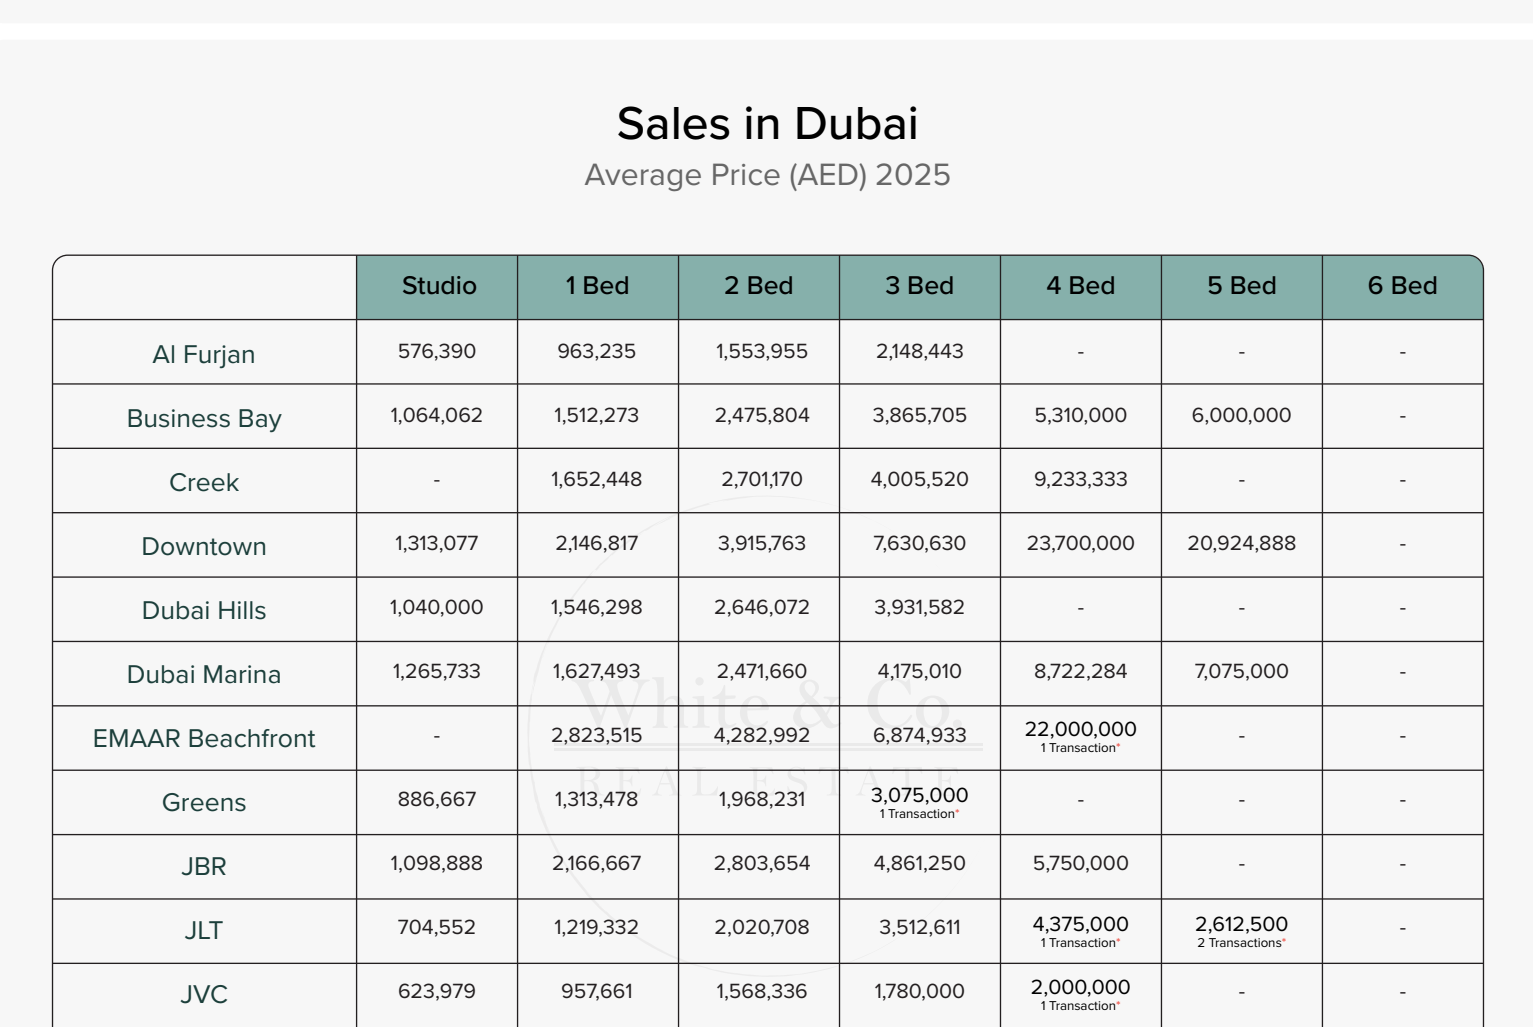 Sales in Dubai
Average Price (AED) 2025
Studio 1 Bed 2 Bed 3 Bed 4 Bed 5 Bed 6 Bed
Al Furjan 576,390 963,235 1,553,955 2,148,443 - - -
Business Bay 1,064,062 1,512,273 2,475,804 3,865,705 5,310,000 6,000,000 -
Creek - 1,652,448 2,701,170 4,005,520 9,233,333 - -
Downtown 1,313,077 2,146,817 3,915,763 7,630,630 23,700,000 20,924,888 -
Dubai Hills 1,040,000 1,546,298 2,646,072 3,931,582 - - -
Dubai Marina 1,265,733 1,627,493 2,471,660 4,175,010 8,722,284 7,075,000 -
White & Co.
EMAAR Beachfront - 2,823,515 4,282,992 6,874,933 22,000,000 - -
1 Transaction*
REAL ESTATE
Greens 886,667 1,313,478 1,968,231 3,075,000 - - -
1 Transaction*
JBR 1,098,888 2,166,667 2,803,654 4,861,250 5,750,000 - -
JLT 704,552 1,219,332 2,020,708 3,512,611 4,375,000 2,612,500 -
1 Transaction* 2 Transactions*
JVC 623,979 957,661 1,568,336 1,780,000 2,000,000 - -
1 Transaction*